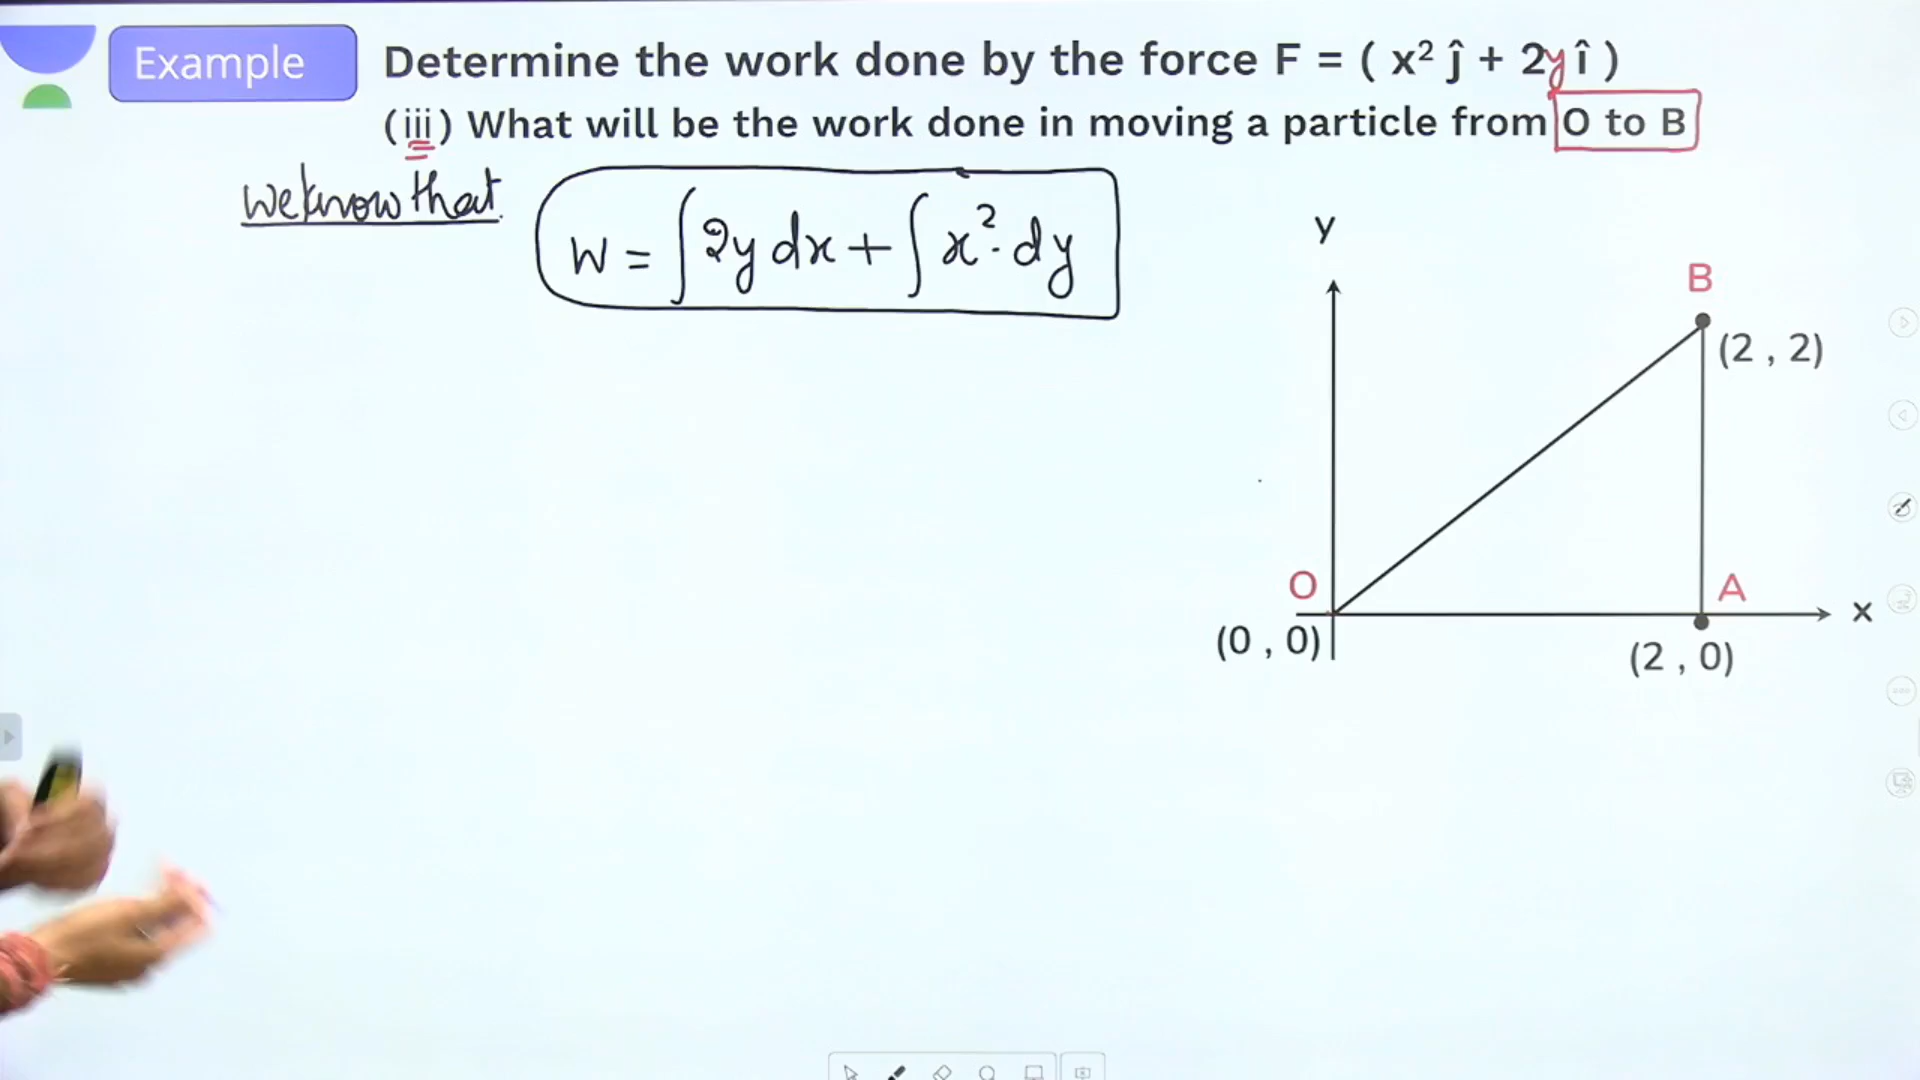 Example
Determine the work done by the force F = ( x² ĵ + 2y î )
(iii) What will be the work done in moving a particle from O to B
We know that
W = ∫2y dx + ∫x². dy
y
B
(2 , 2)
O
A
x
(0 , 0)
(2 , 0)